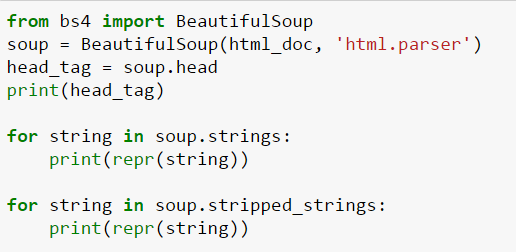 from bs4 import BeautifulSoup
soup = BeautifulSoup(html_doc, 'html.parser')
head_tag = soup.head
print(head_tag)

for string in soup.strings:
    print(repr(string))

for string in soup.stripped_strings:
    print(repr(string))